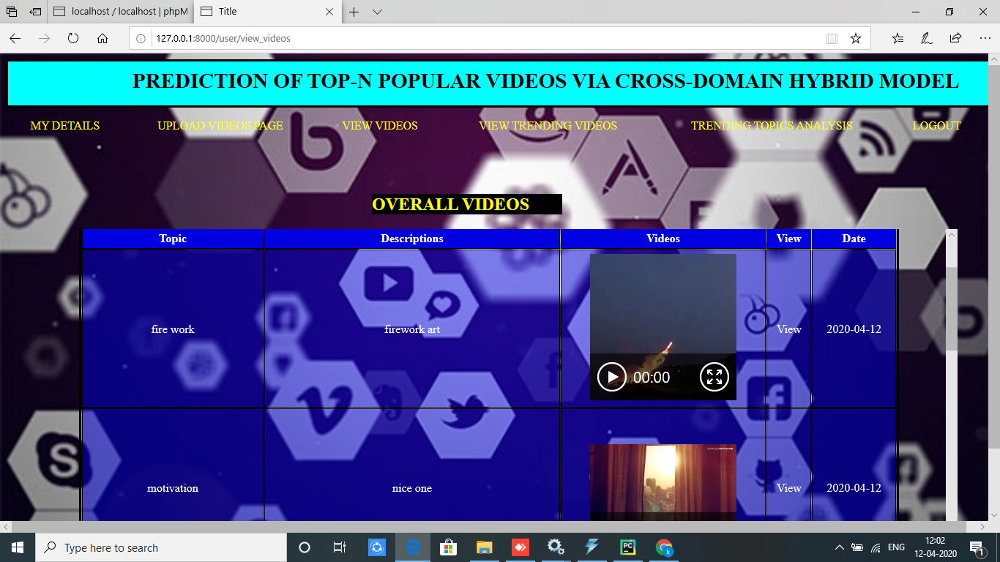 localhost / localhost | phpM
Title
127.0.0.1:8000/user/view_videos
PREDICTION OF TOP-N POPULAR VIDEOS VIA CROSS-DOMAIN HYBRID MODEL
MY DETAILS UPLOAD VIDEOS PAGE VIEW VIDEOS VIEW TRENDING VIDEOS TRENDING TOPICS ANALYSIS LOGOUT
OVERALL VIDEOS
Topic Descriptions Videos View Date
fire work firework art View 2020-04-12
00:00
motivation nice one View 2020-04-12
Type here to search
ENG
12:02
12-04-2020
1